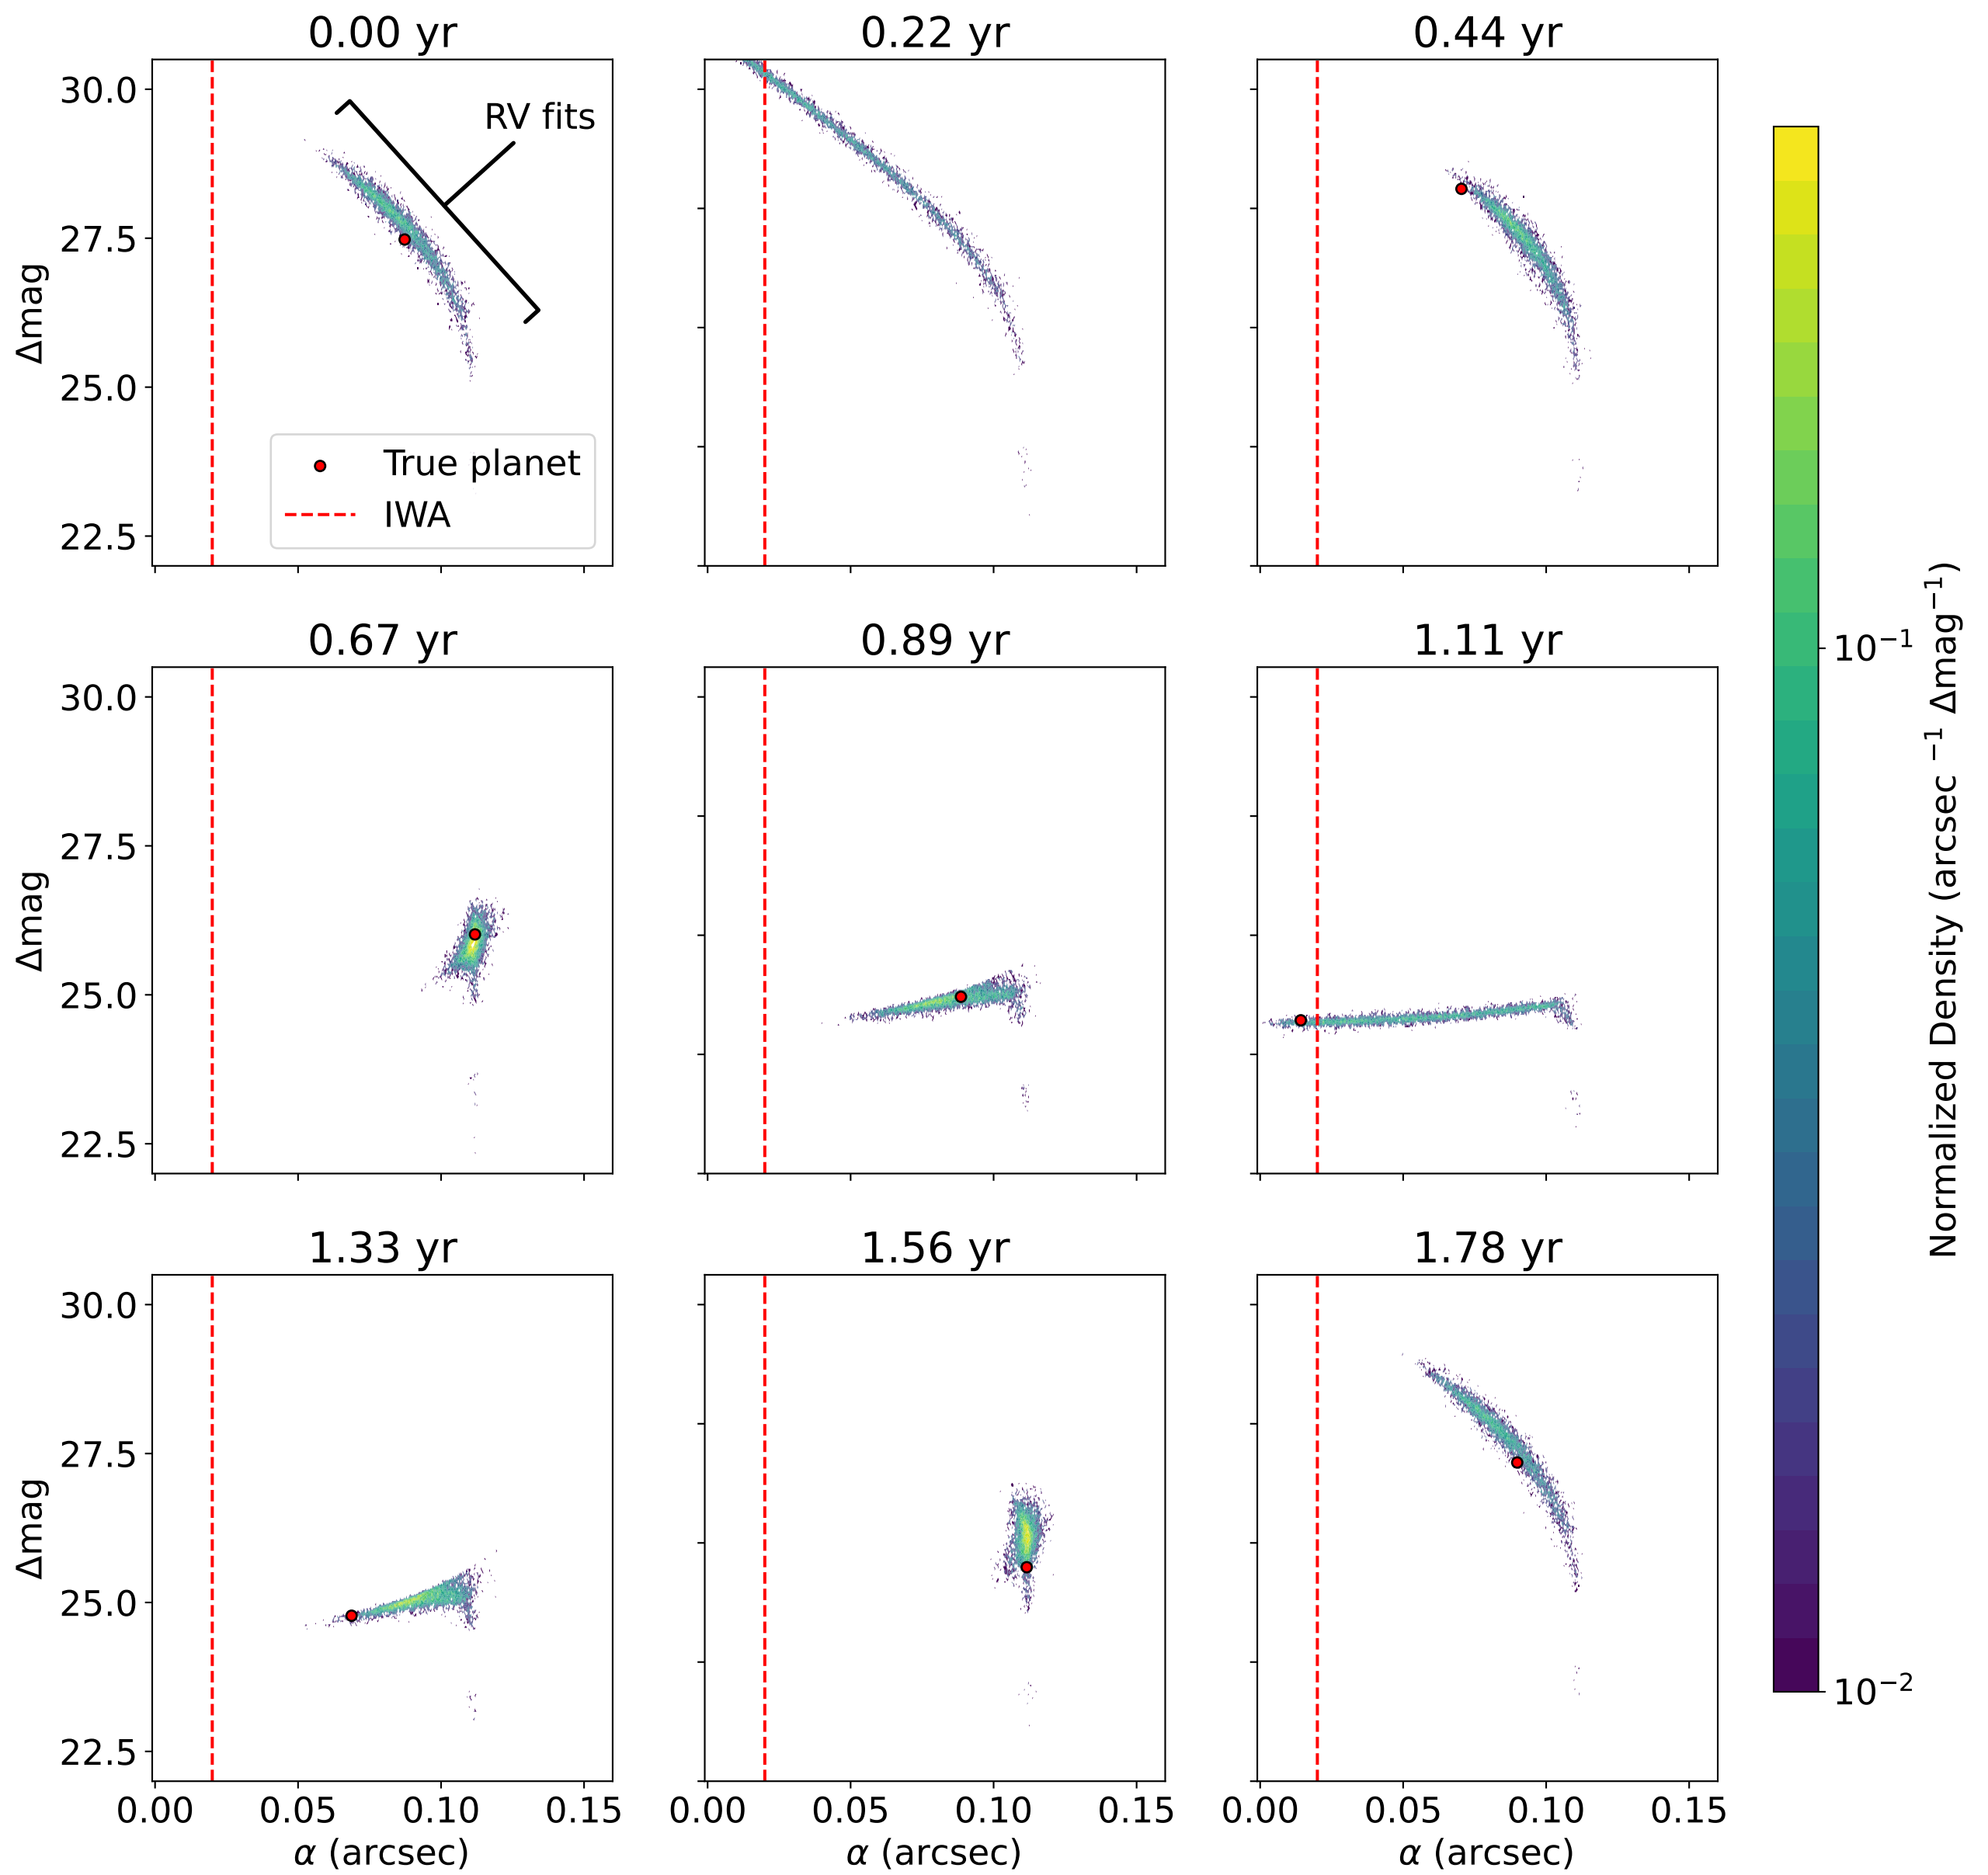 0.00 yr
0.22 yr
0.44 yr
30.0
27.5
25.0
22.5
Δmag
RV fits
True planet
IWA
0.67 yr
0.89 yr
1.11 yr
30.0
27.5
25.0
22.5
Δmag
1.33 yr
1.56 yr
1.78 yr
30.0
27.5
25.0
22.5
Δmag
0.00 0.05 0.10 0.15
0.00 0.05 0.10 0.15
0.00 0.05 0.10 0.15
α (arcsec)
α (arcsec)
α (arcsec)
10⁻¹
10⁻²
Normalized Density (arcsec ⁻¹ Δmag⁻¹)